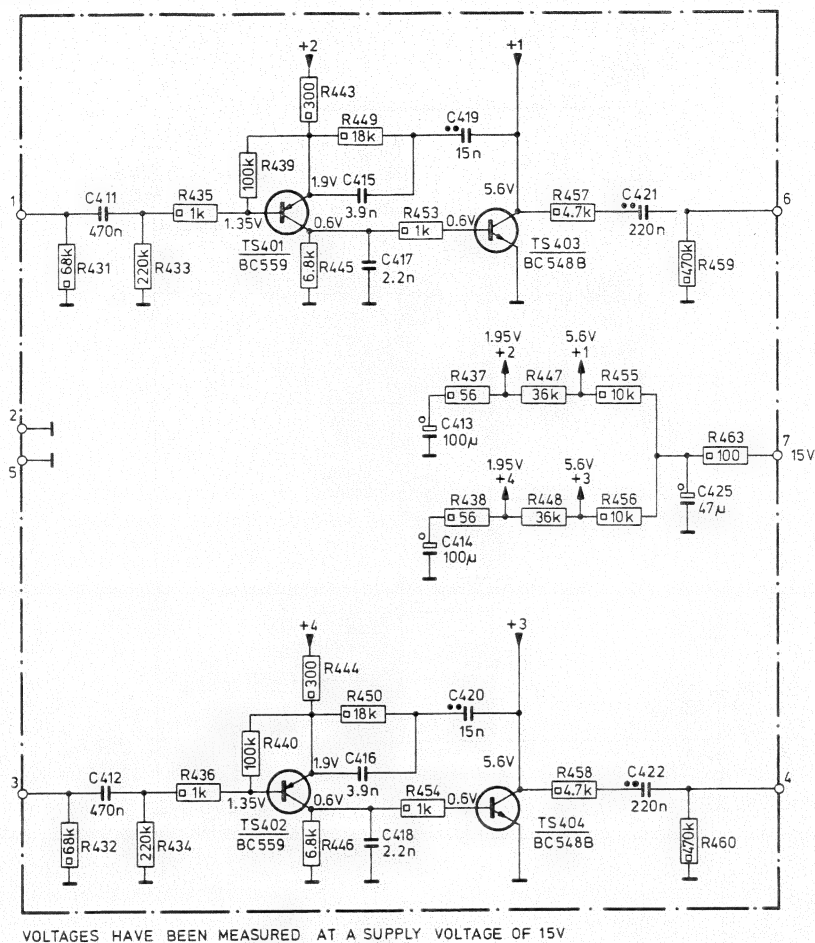 +2
+1
300
R443
R449
18k
C419
15n
100k
R439
1
C411
470n
R435
1k
1.9V
C415
3.9n
5.6V
1.35V
0.6V
R453
1k
0.6V
R457
4.7k
C421
220n
6
68k
R431
220k
R433
TS401
BC559
6.8k
R445
C417
2.2n
TS403
BC548B
470k
R459
1.95V
+2
5.6V
+1
R437
56
R447
36k
R455
10k
2
C413
100µ
R463
100
7
15V
5
1.95V
+4
5.6V
+3
R438
56
R448
36k
R456
10k
C425
47µ
C414
100µ
+4
+3
300
R444
R450
18k
C420
15n
100k
R440
3
C412
470n
R436
1k
1.9V
C416
3.9n
5.6V
1.35V
0.6V
R454
1k
0.6V
R458
4.7k
C422
220n
4
68k
R432
220k
R434
TS402
BC559
6.8k
R446
C418
2.2n
TS404
BC548B
470k
R460
VOLTAGES HAVE BEEN MEASURED AT A SUPPLY VOLTAGE OF 15V